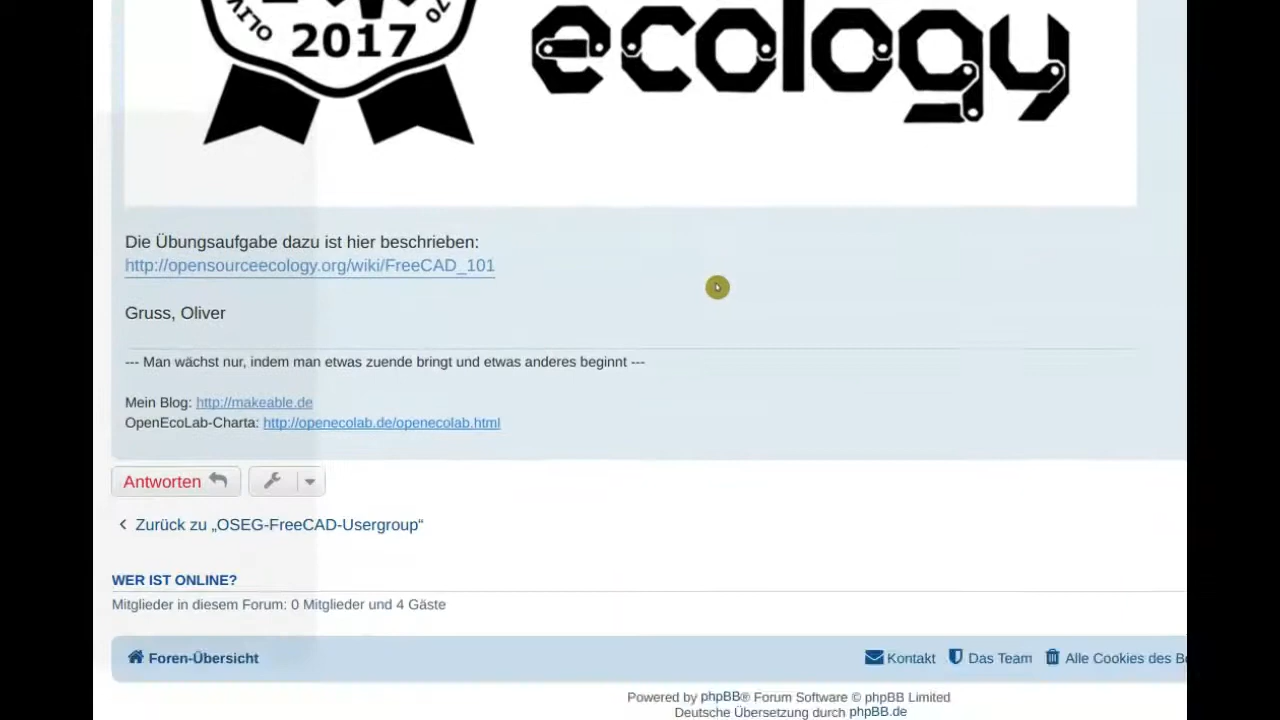 2017
ecology
Die Übungsaufgabe dazu ist hier beschrieben:
http://opensourceecology.org/wiki/FreeCAD_101
Gruss, Oliver
--- Man wächst nur, indem man etwas zuende bringt und etwas anderes beginnt ---
Mein Blog: http://makeable.de
OpenEcoLab-Charta: http://openecolab.de/openecolab.html
Antworten
Zurück zu „OSEG-FreeCAD-Usergroup“
WER IST ONLINE?
Mitglieder in diesem Forum: 0 Mitglieder und 4 Gäste
Foren-Übersicht
Kontakt
Das Team
Alle Cookies des
Powered by phpBB® Forum Software © phpBB Limited
Deutsche Übersetzung durch phpBB.de